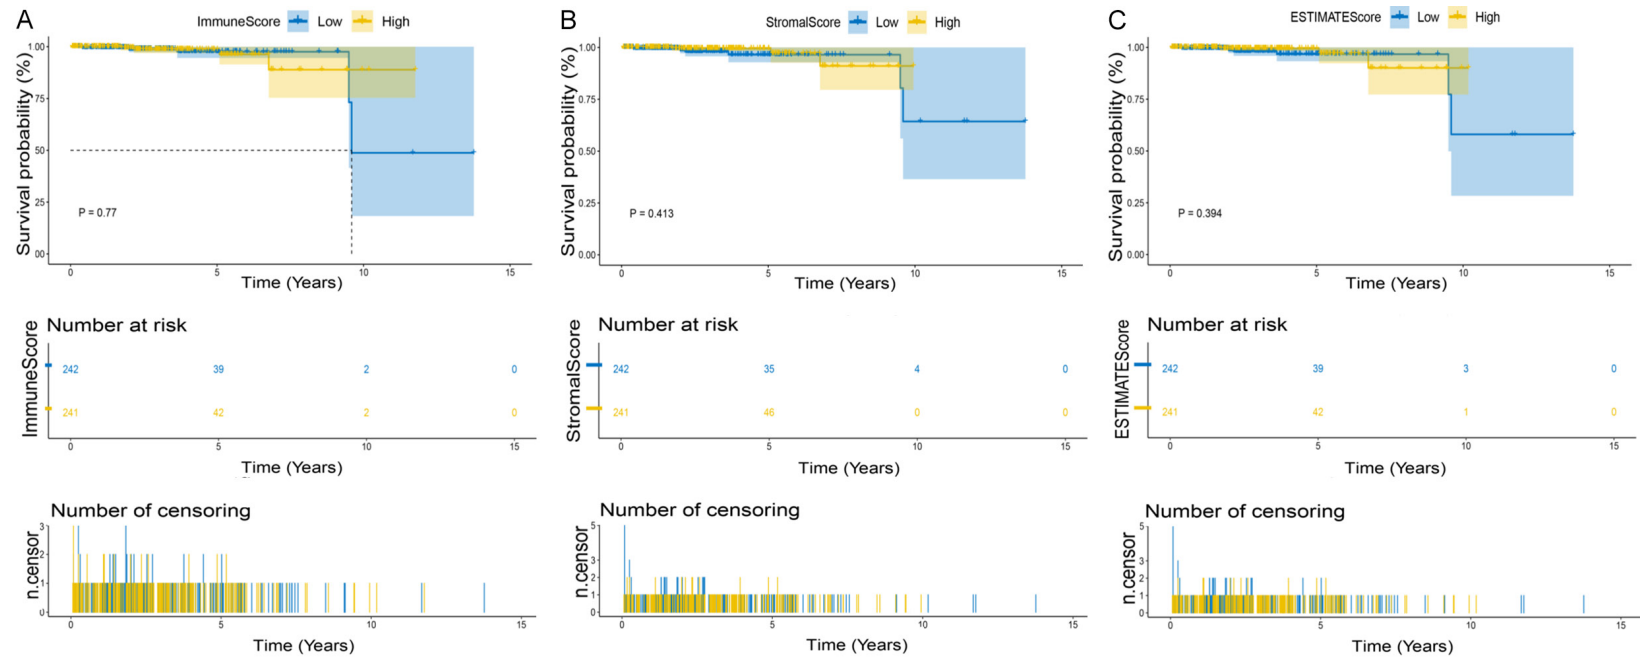 A
ImmuneScore Low High
Survival probability (%)
1.00
75
50
25
00
P = 0.77
0 5 10 15
Time (Years)
Number at risk
ImmuneScore
242 39 2 0
241 42 2 0
0 5 10 15
Time (Years)
Number of censoring
n.censor
3
2
1
0
0 5 10 15
Time (Years)
B
StromalScore Low High
Survival probability (%)
1.00
0.75
0.50
0.25
0.00
P = 0.413
0 5 10 15
Time (Years)
Number at risk
StromalScore
242 35 4 0
241 46 0 0
0 5 10 15
Time (Years)
Number of censoring
n.censor
5
3
2
1
0
0 5 10 15
Time (Years)
C
ESTIMATEScore Low High
Survival probability (%)
1.00
0.75
0.50
0.25
0.00
P = 0.394
0 5 10 15
Time (Years)
Number at risk
ESTIMATEScore
242 39 3 0
241 42 1 0
0 5 10 15
Time (Years)
Number of censoring
n.censor
5
3
2
1
0
0 5 10 15
Time (Years)